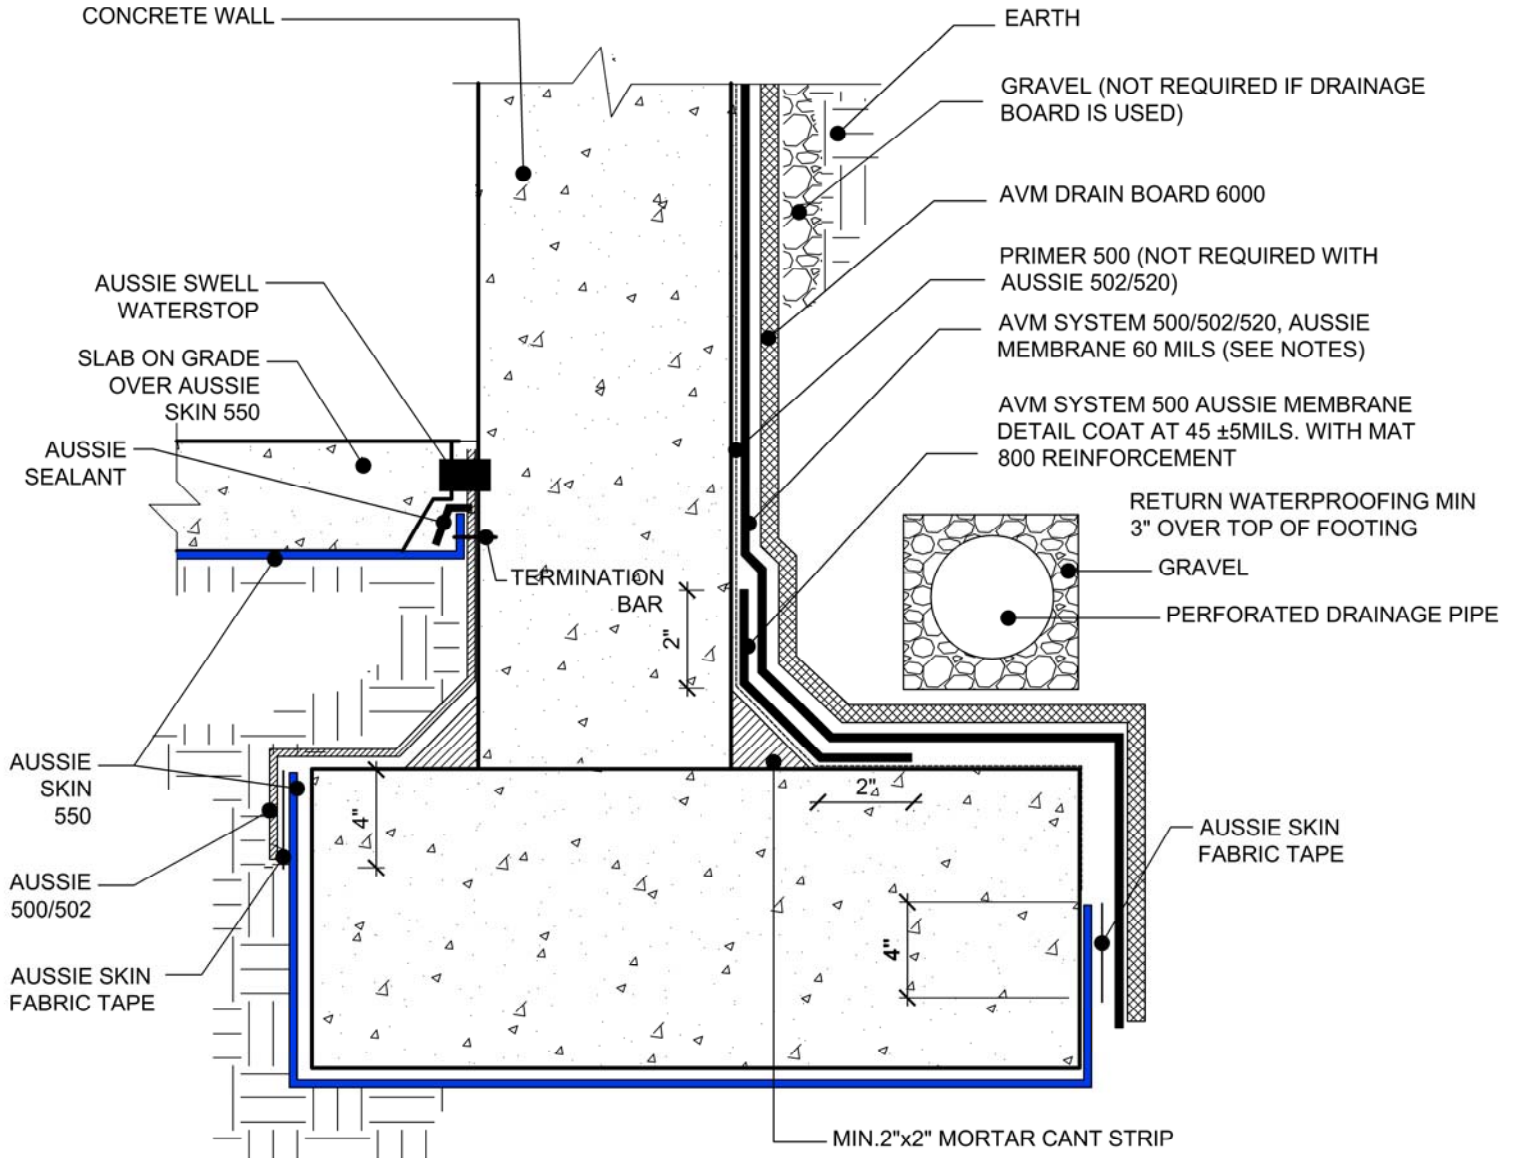 CONCRETE WALL
EARTH
GRAVEL (NOT REQUIRED IF DRAINAGE
BOARD IS USED)
AVM DRAIN BOARD 6000
PRIMER 500 (NOT REQUIRED WITH
AUSSIE 502/520)
AVM SYSTEM 500/502/520, AUSSIE
MEMBRANE 60 MILS (SEE NOTES)
AVM SYSTEM 500 AUSSIE MEMBRANE
DETAIL COAT AT 45 ±5MILS. WITH MAT
800 REINFORCEMENT
RETURN WATERPROOFING MIN
3" OVER TOP OF FOOTING
GRAVEL
PERFORATED DRAINAGE PIPE
AUSSIE SWELL
WATERSTOP
SLAB ON GRADE
OVER AUSSIE
SKIN 550
AUSSIE
SEALANT
TERMINATION
BAR
2"
AUSSIE
SKIN
550
4"
2"
AUSSIE
500/502
AUSSIE SKIN
FABRIC TAPE
4"
AUSSIE SKIN
FABRIC TAPE
MIN.2"x2" MORTAR CANT STRIP